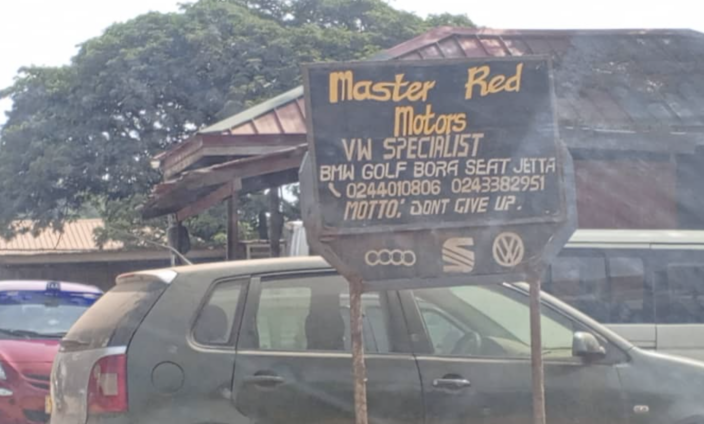 Master Red
Motors
VW SPECIALIST
BMW GOLF BORA SEAT JETTA
0244010806 0243382951
MOTTO: DONT GIVE UP.